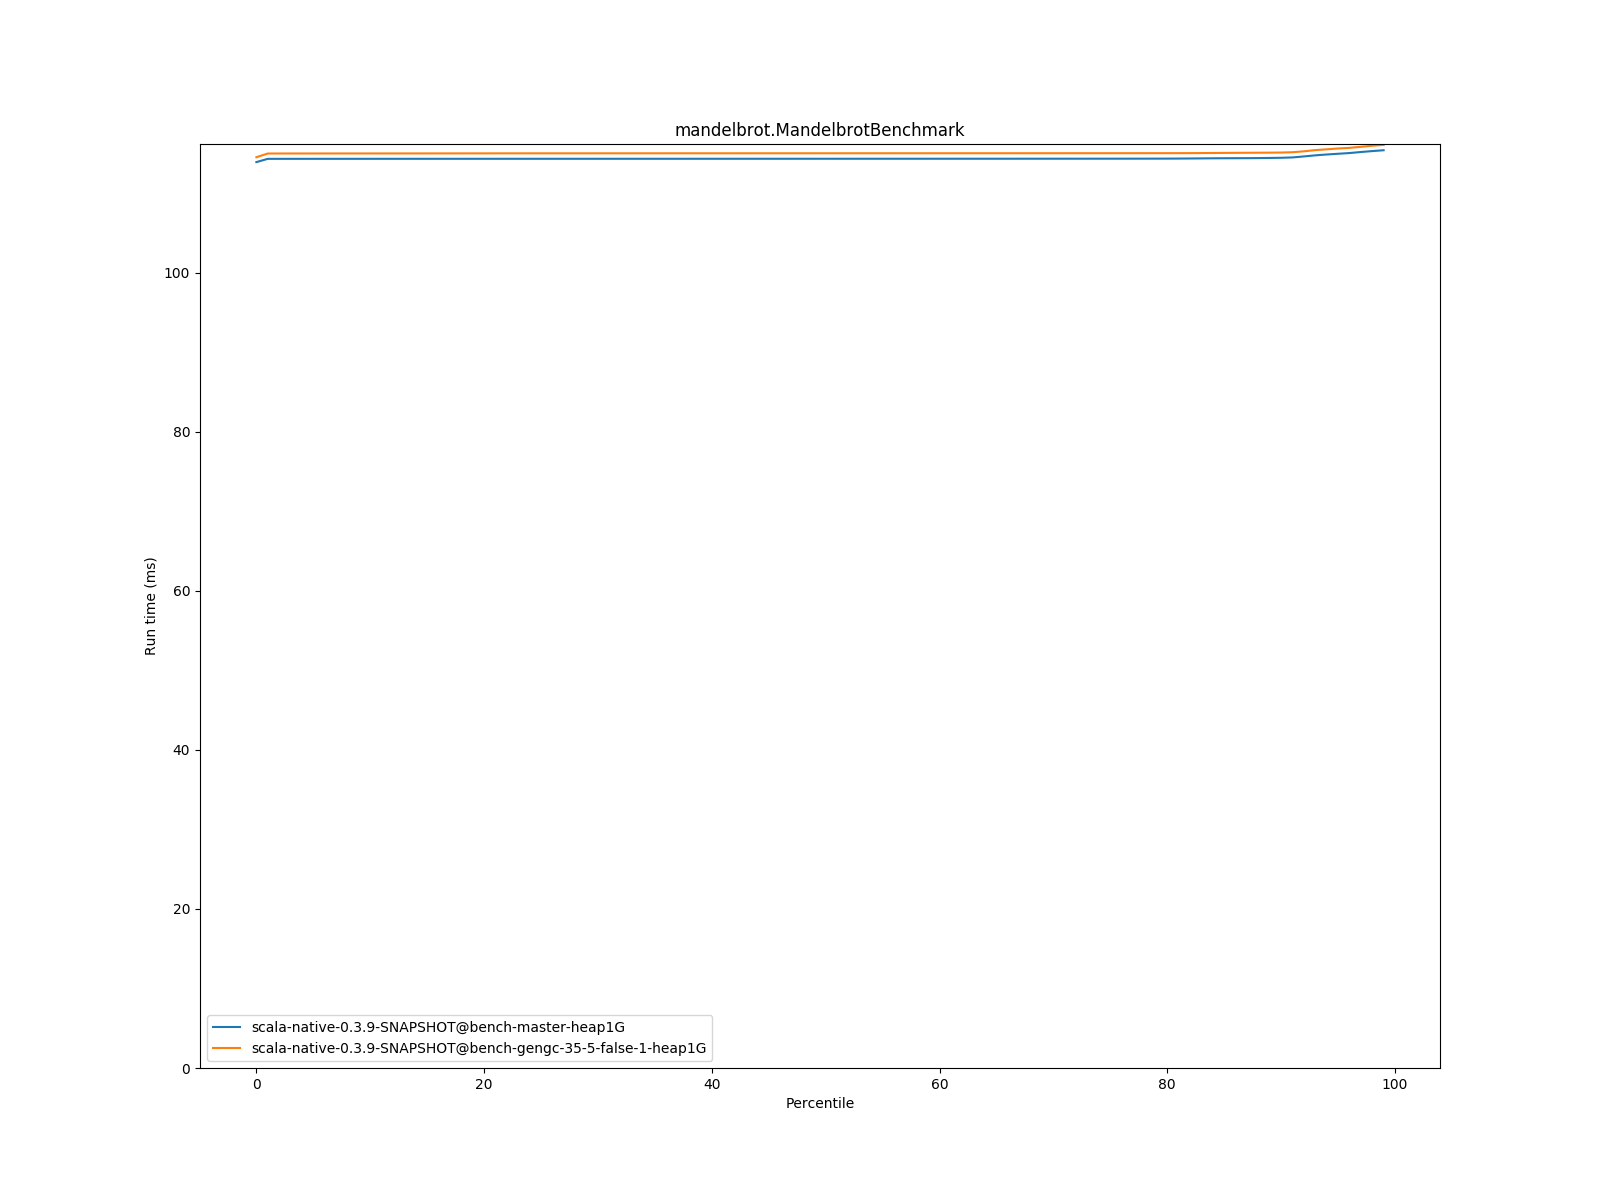 mandelbrot.MandelbrotBenchmark
100
80
60
40
20
0
Run time (ms)
scala-native-0.3.9-SNAPSHOT@bench-master-heap1G
scala-native-0.3.9-SNAPSHOT@bench-gengc-35-5-false-1-heap1G
0 20 40 60 80 100
Percentile